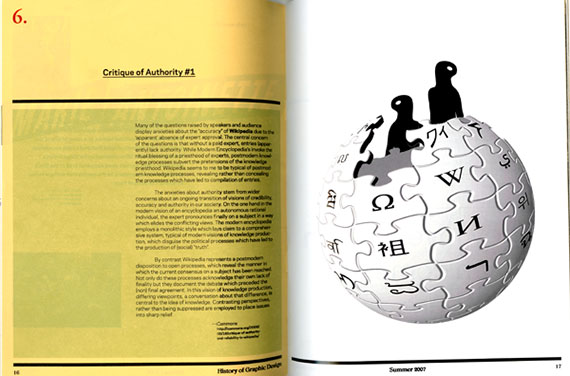 6.
Critique of Authority #1
Many of the questions raised by speakers and audience
display anxieties about the "accuracy" of Wikipedia due to the
'apparent' absence of expert approval. The central concern
of the questions is that without a paid expert, entries (appar-
ently) lack authority. While Modern Encyclopedia's invoke the
ritual blessing of a priesthood of experts, postmodern knowl-
edge processes subvert the pretensions of the knowledge
priesthood. Wikipedia seems to me to be typical of postmod-
ern knowledge processes, revealing rather than concealing
the processes which have led to compilation of entries.
The anxieties about authority stem from wider
concerns about an ongoing transition of visions of credibility,
accuracy and authority in our society. On the one hand in the
modern vision of an encyclopedia an autonomous rational
individual, the expert pronounces finally on a subject in a way
which elides the conflicting views. The modern encyclopedia
employs a monolithic style which lays claim to a comprehen-
sive system, typical of modern visions of knowledge produc-
tion, which disguise the political processes which have led to
the production of (social) "truth".
By contrast Wikipedia represents a postmodern
disposition to open processes, which reveal the manner in
which the current consensus on a subject has been reached.
Not only do these processes acknowledge their own lack of
finality but they document the debate which preceded the
(non) final agreement. In this vision of knowledge production,
differing viewpoints, a conversation about that difference, is
central to the idea of knowledge. Contrasting perspectives,
rather than being suppressed are employed to place issues
into sharp relief
—Commons
16
History of Graphic Design
ワィ
Ω
W
祖
И
Summer 2007
17